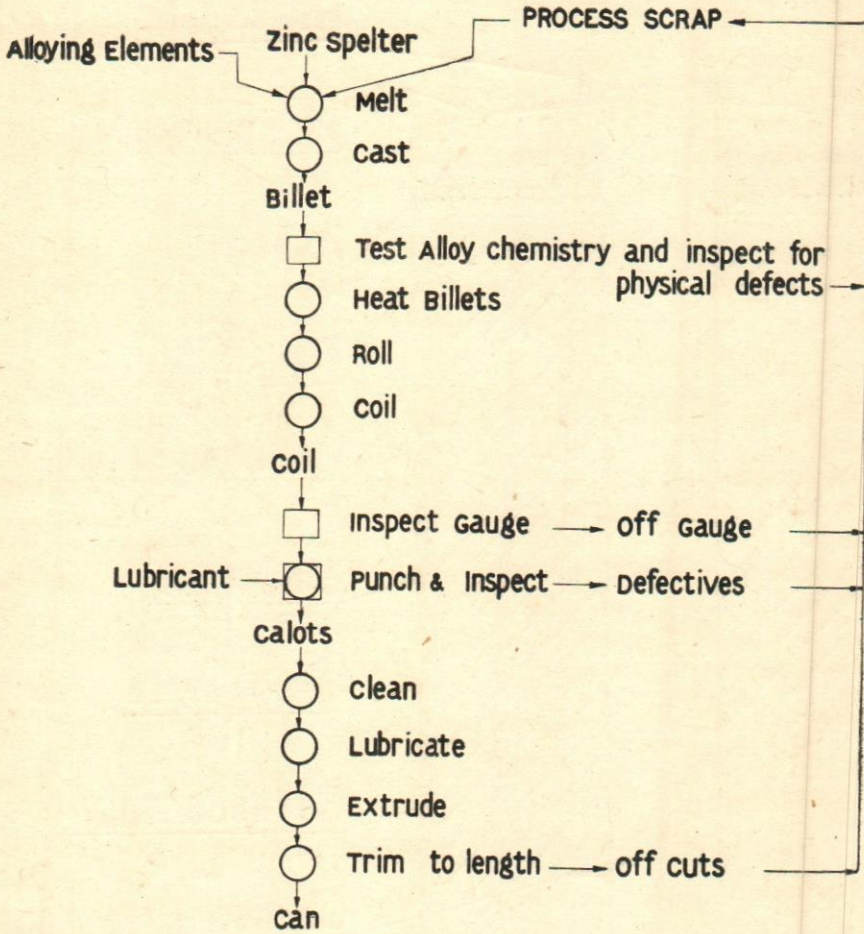 PROCESS SCRAP
Alloying Elements
Zinc Spelter
Melt
Cast
Billet
Test Alloy chemistry and inspect for
physical defects
Heat Billets
Roll
Coil
Coil
Inspect Gauge
Off Gauge
Lubricant
Punch & Inspect
Defectives
Calots
Clean
Lubricate
Extrude
Trim to length
Off cuts
Can